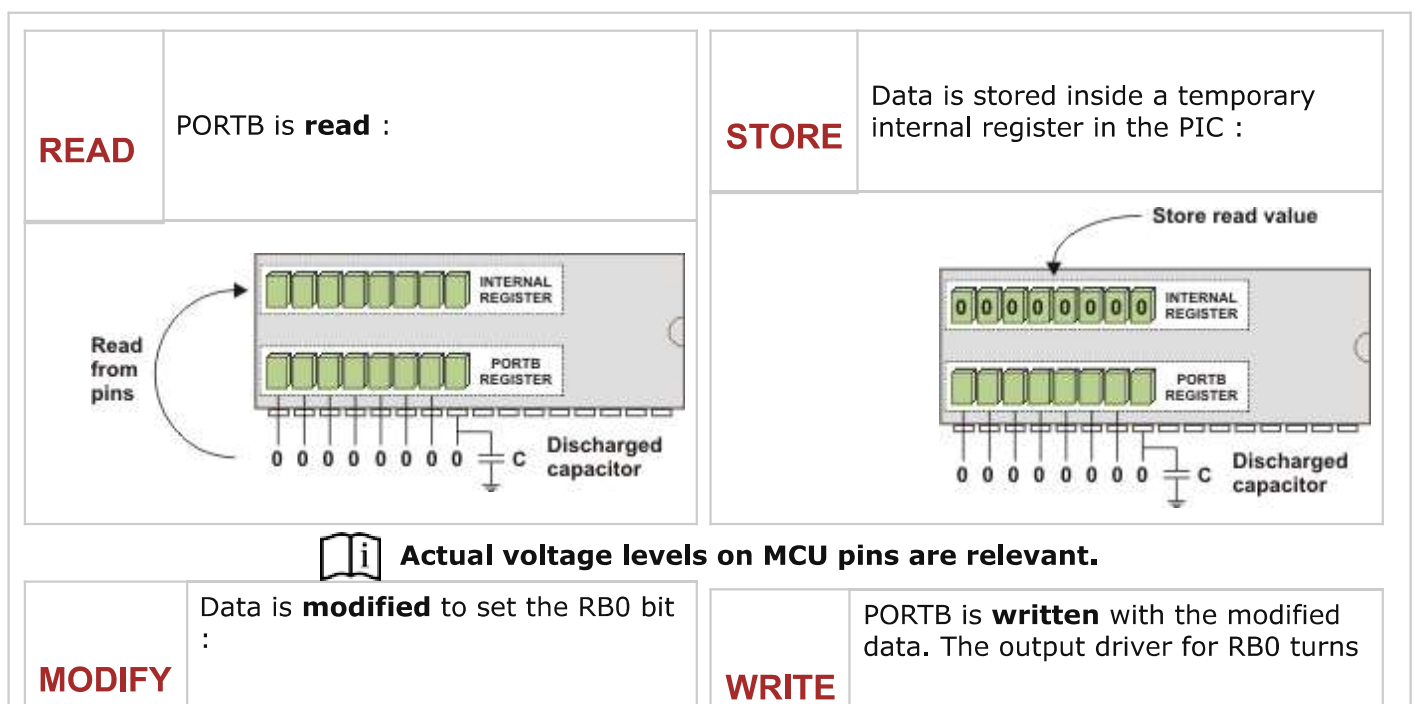 READ
PORTB is read :
STORE
Data is stored inside a temporary
internal register in the PIC :
Read
from
pins
INTERNAL
REGISTER
PORTB
REGISTER
0 0 0 0 0 0 0 0
C
Discharged
capacitor
Store read value
0 0 0 0 0 0 0 0
INTERNAL
REGISTER
PORTB
REGISTER
0 0 0 0 0 0 0 0
C
Discharged
capacitor
i
Actual voltage levels on MCU pins are relevant.
MODIFY
Data is modified to set the RB0 bit
:
WRITE
PORTB is written with the modified
data. The output driver for RB0 turns